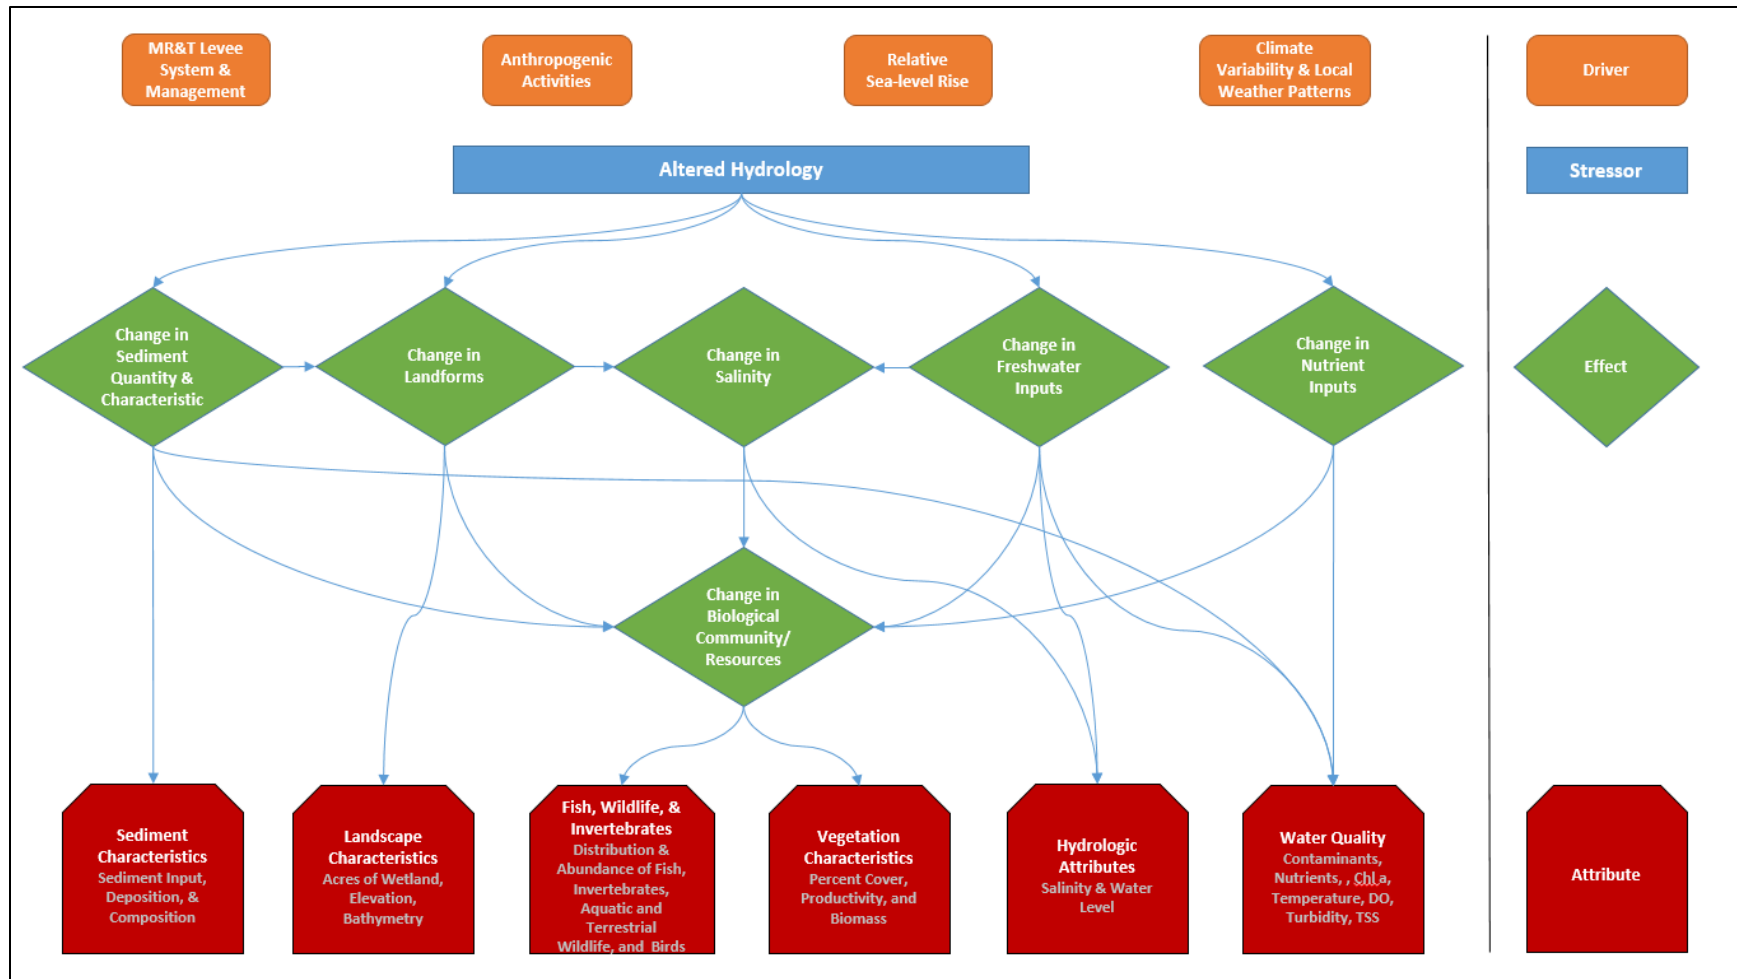 MR&T Levee
System &
Management
Anthropogenic
Activities
Relative
Sea-level Rise
Climate
Variability & Local
Weather Patterns
Driver
Altered Hydrology
Stressor
Change in
Sediment
Quantity &
Characteristic
Change in
Landforms
Change in
Salinity
Change in
Freshwater
Inputs
Change in
Nutrient
Inputs
Effect
Change in
Biological
Community/
Resources
Sediment
Characteristics
Sediment Input,
Deposition, &
Composition
Landscape
Characteristics
Acres of Wetland,
Elevation,
Bathymetry
Fish, Wildlife, &
Invertebrates
Distribution &
Abundance of Fish,
Invertebrates,
Aquatic and
Terrestrial
Wildlife, and Birds
Vegetation
Characteristics
Percent Cover,
Productivity, and
Biomass
Hydrologic
Attributes
Salinity & Water
Level
Water Quality
Contaminants,
Nutrients, , Chl a,
Temperature, DO,
Turbidity, TSS
Attribute